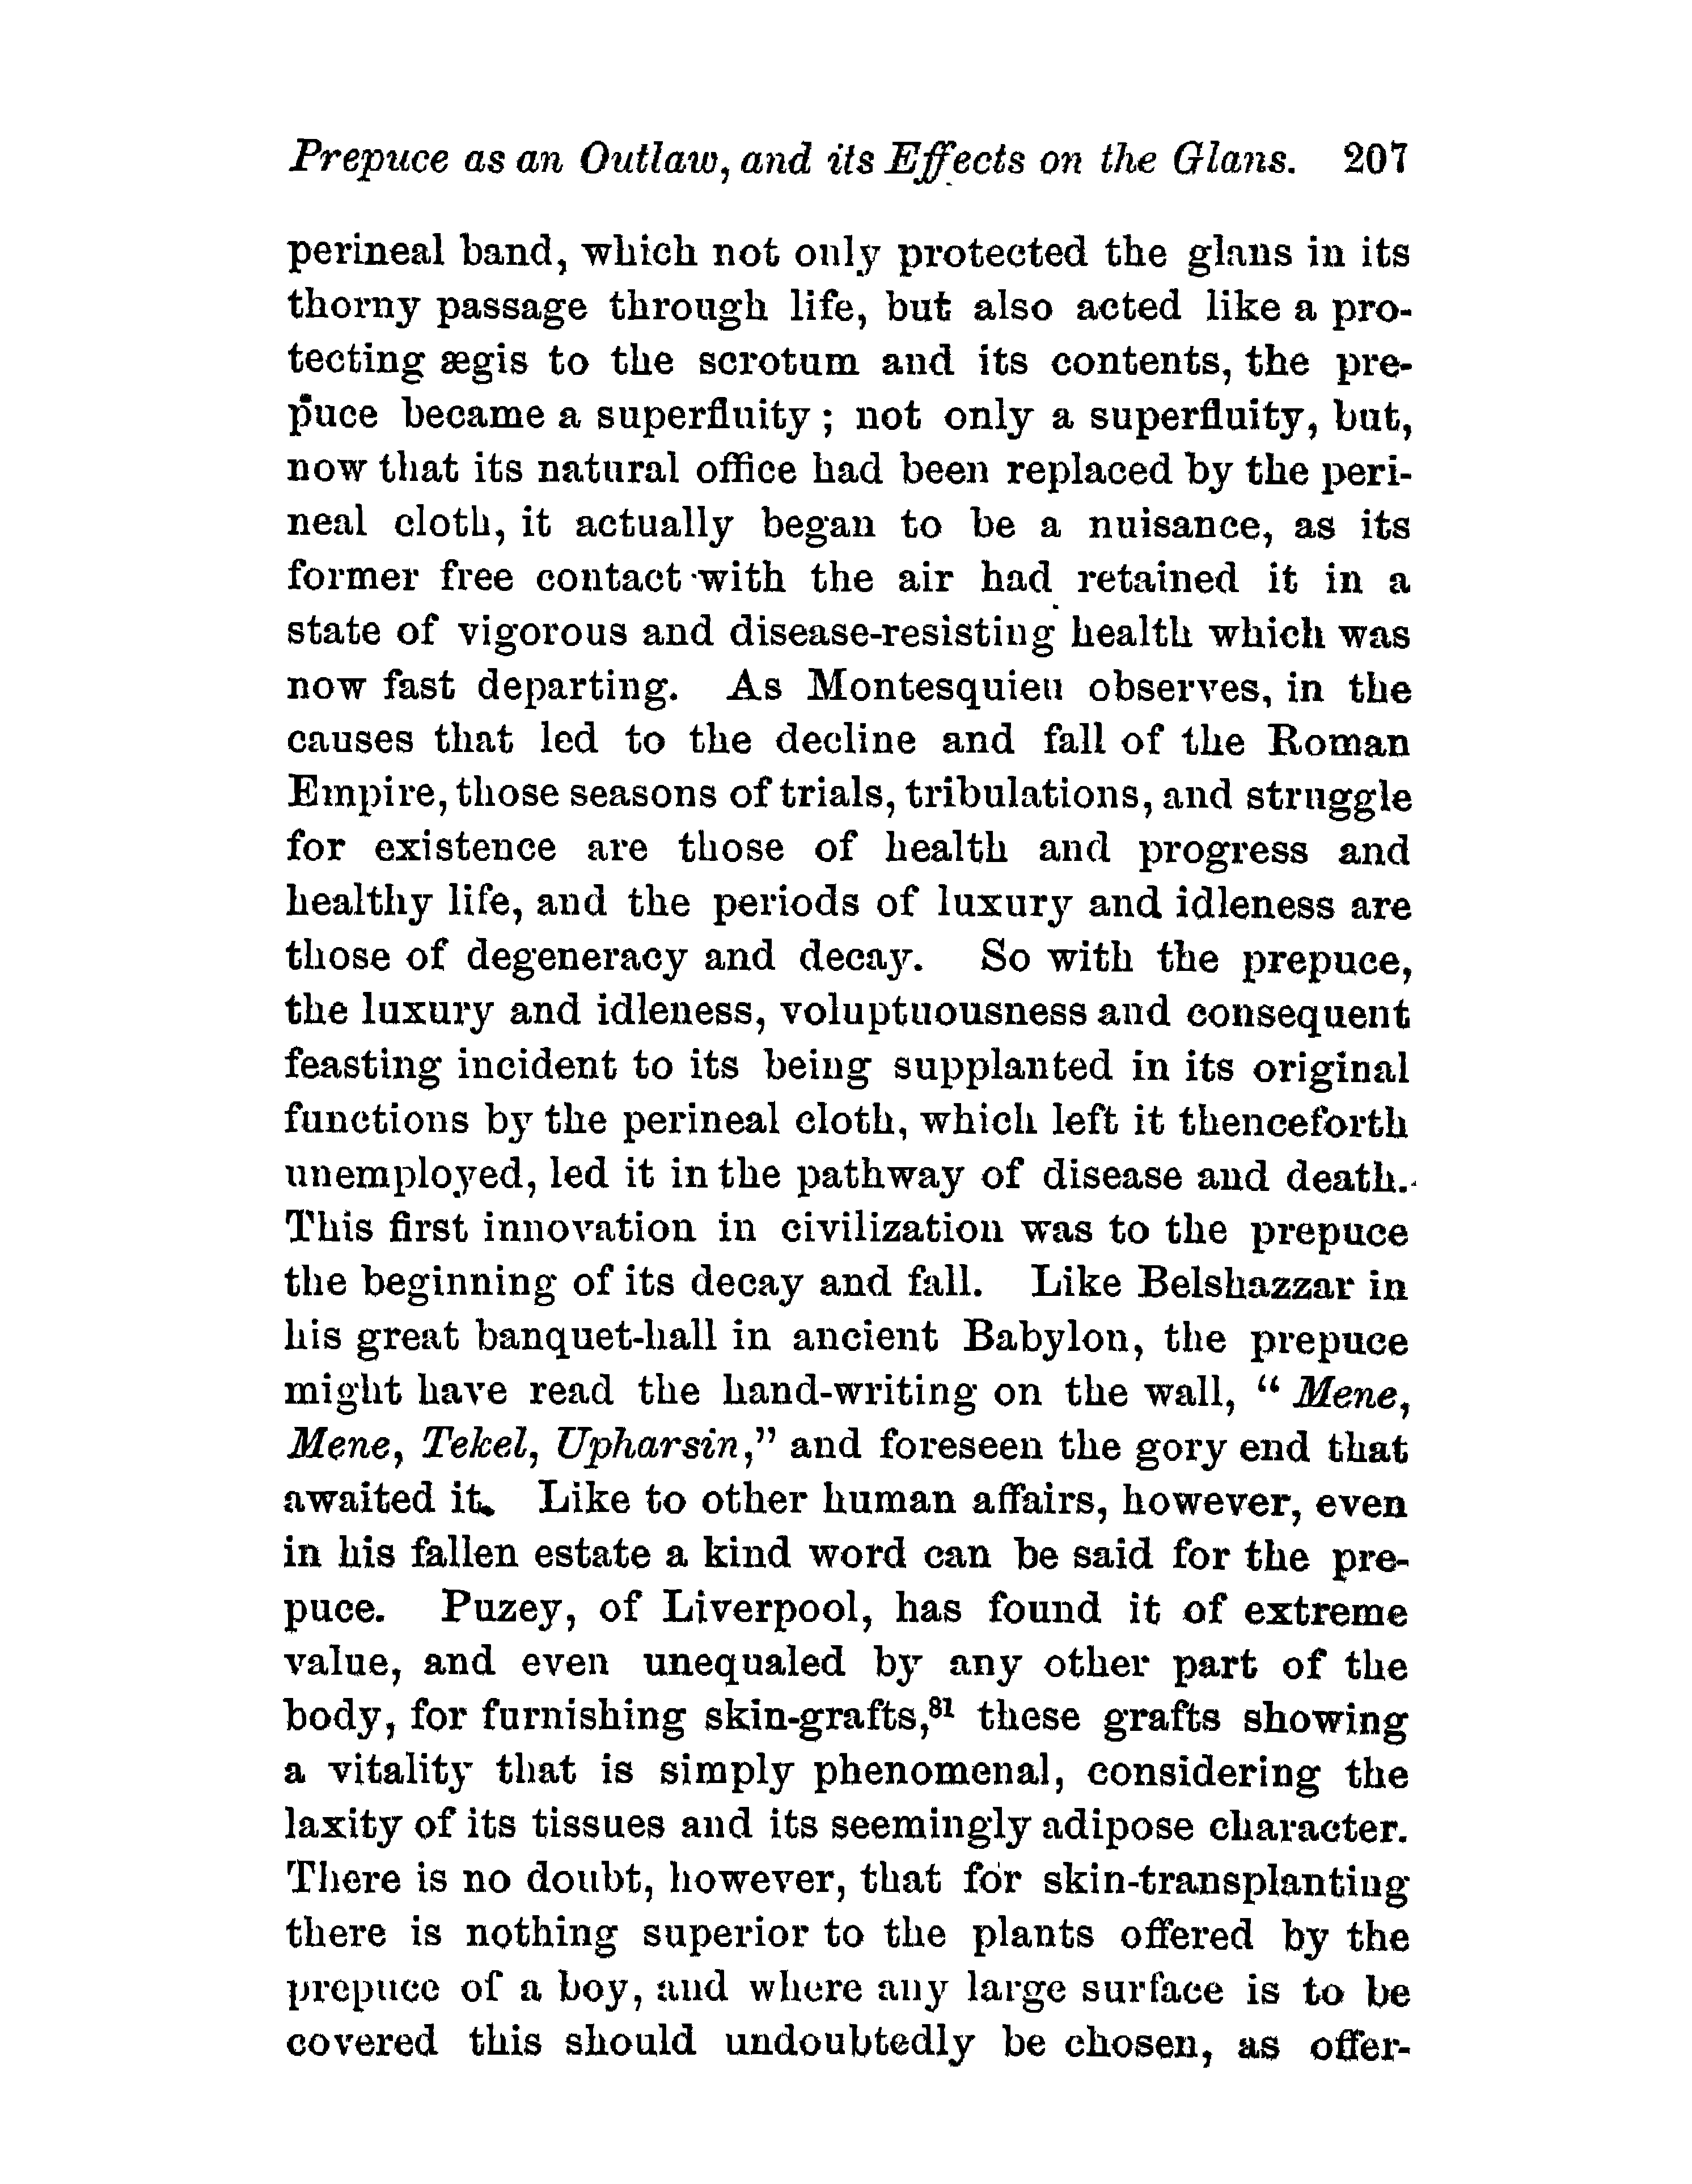 Prepuce as an Outlaw, and its Effects on the Glans. 207
perineal band, which not only protected the glans in its
thorny passage through life, but also acted like a pro-
tecting ægis to the scrotum and its contents, the pre-
puce became a superfluity; not only a superfluity, but,
now that its natural office had been replaced by the peri-
neal cloth, it actually began to be a nuisance, as its
former free contact with the air had retained it in a
state of vigorous and disease-resisting health which was
now fast departing. As Montesquieu observes, in the
causes that led to the decline and fall of the Roman
Empire, those seasons of trials, tribulations, and struggle
for existence are those of health and progress and
healthy life, and the periods of luxury and idleness are
those of degeneracy and decay. So with the prepuce,
the luxury and idleness, voluptuousness and consequent
feasting incident to its being supplanted in its original
functions by the perineal cloth, which left it thenceforth
unemployed, led it in the pathway of disease and death.
This first innovation in civilization was to the prepuce
the beginning of its decay and fall. Like Belshazzar in
his great banquet-hall in ancient Babylon, the prepuce
might have read the hand-writing on the wall, “Mene,
Mene, Tekel, Upharsin,” and foreseen the gory end that
awaited it. Like to other human affairs, however, even
in his fallen estate a kind word can be said for the pre-
puce. Puzey, of Liverpool, has found it of extreme
value, and even unequaled by any other part of the
body, for furnishing skin-grafts,⁸¹ these grafts showing
a vitality that is simply phenomenal, considering the
laxity of its tissues and its seemingly adipose character.
There is no doubt, however, that for skin-transplanting
there is nothing superior to the plants offered by the
prepuce of a boy, and where any large surface is to be
covered this should undoubtedly be chosen, as offer-